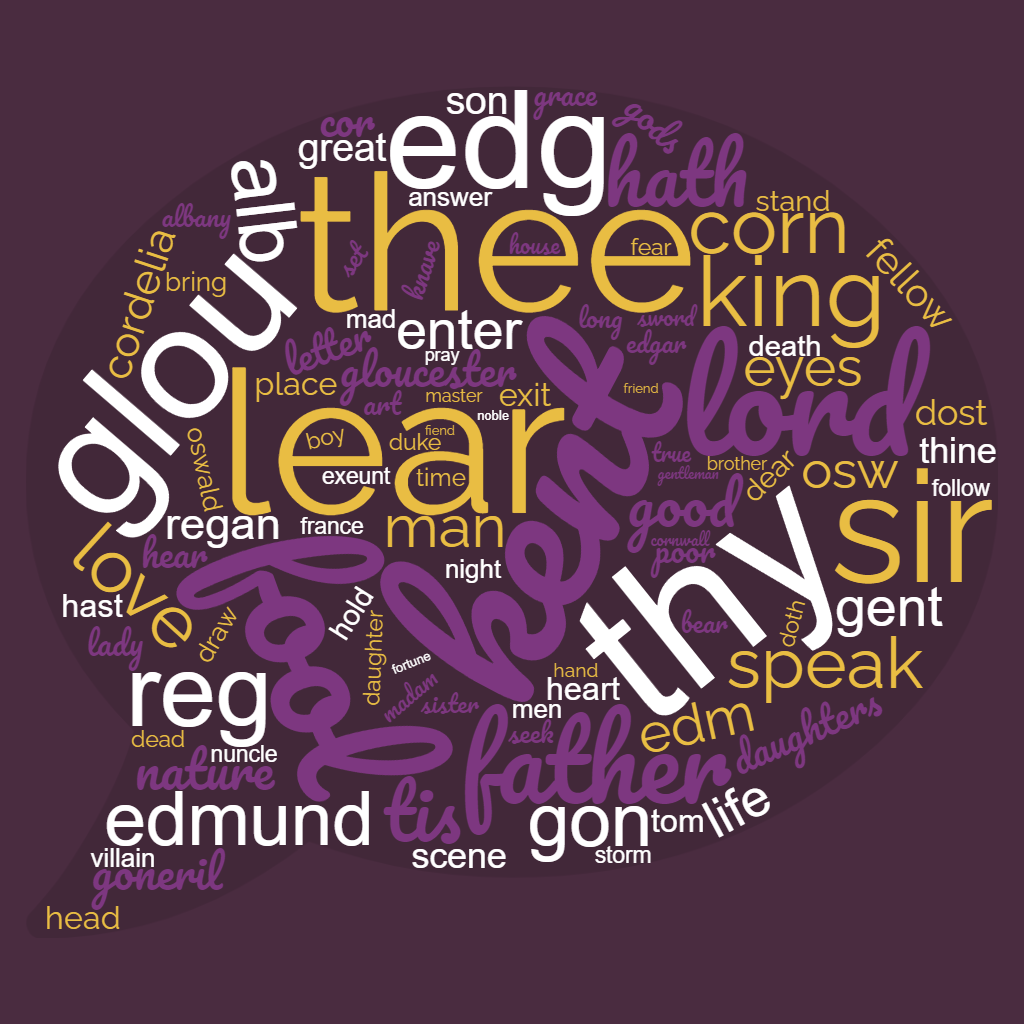 son
grace
gods
cor
great
edg
hath
alb
answer
thee
stand
albany
corn
cordelia
set
knave
house
fear
fellow
bring
king
glou
mad
enter
long
sword
letter
pray
edgar
death
gloucester
lord
eyes
place
lear
kent
art
master
exit
friend
noble
dost
boy
duke
fiend
oswald
exeunt
time
true
gentleman
brother
dear
osw
thine
follow
regan
france
man
good
sir
love
hear
night
cornwall
poor
thy
hast
fool
hold
gent
lady
draw
daughter
bear
doth
reg
fortune
hand
speak
madam
sister
heart
men
dead
nuncle
seek
edm
daughters
nature
father
edmund
tis
gon
tom
life
villain
goneril
scene
storm
head